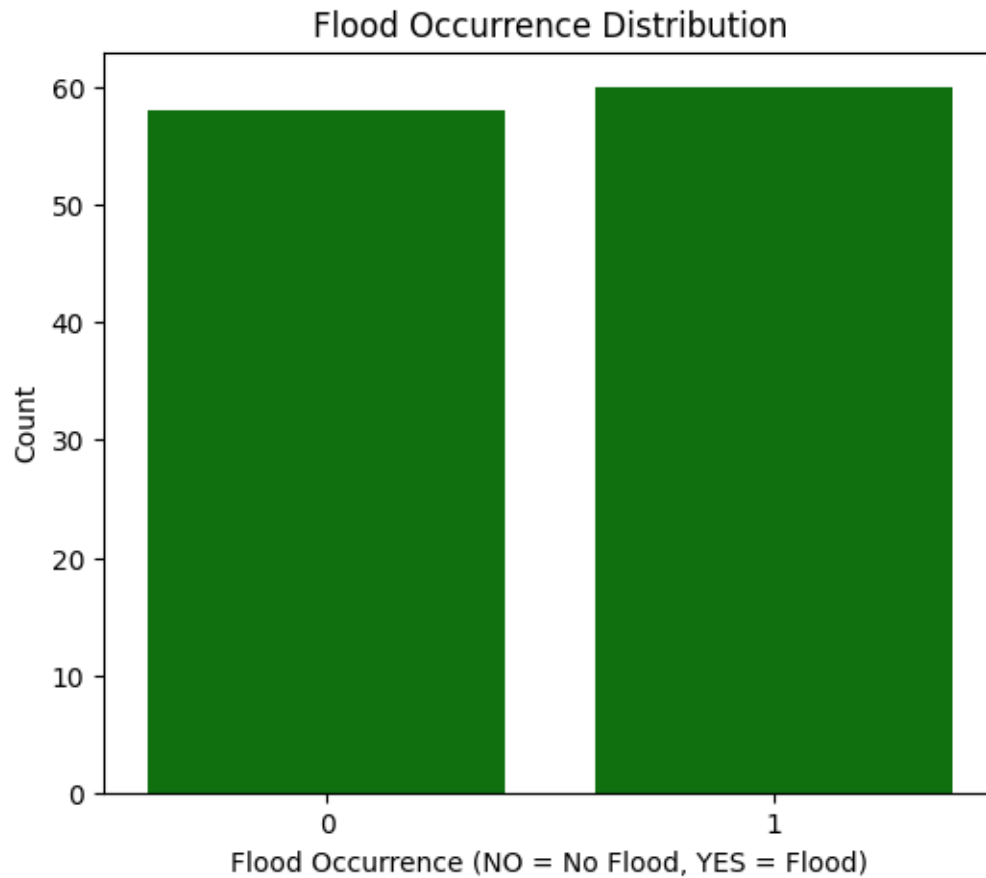 Flood Occurrence Distribution
60
50
40
30
20
10
0
Count
0 1
Flood Occurrence (NO = No Flood, YES = Flood)